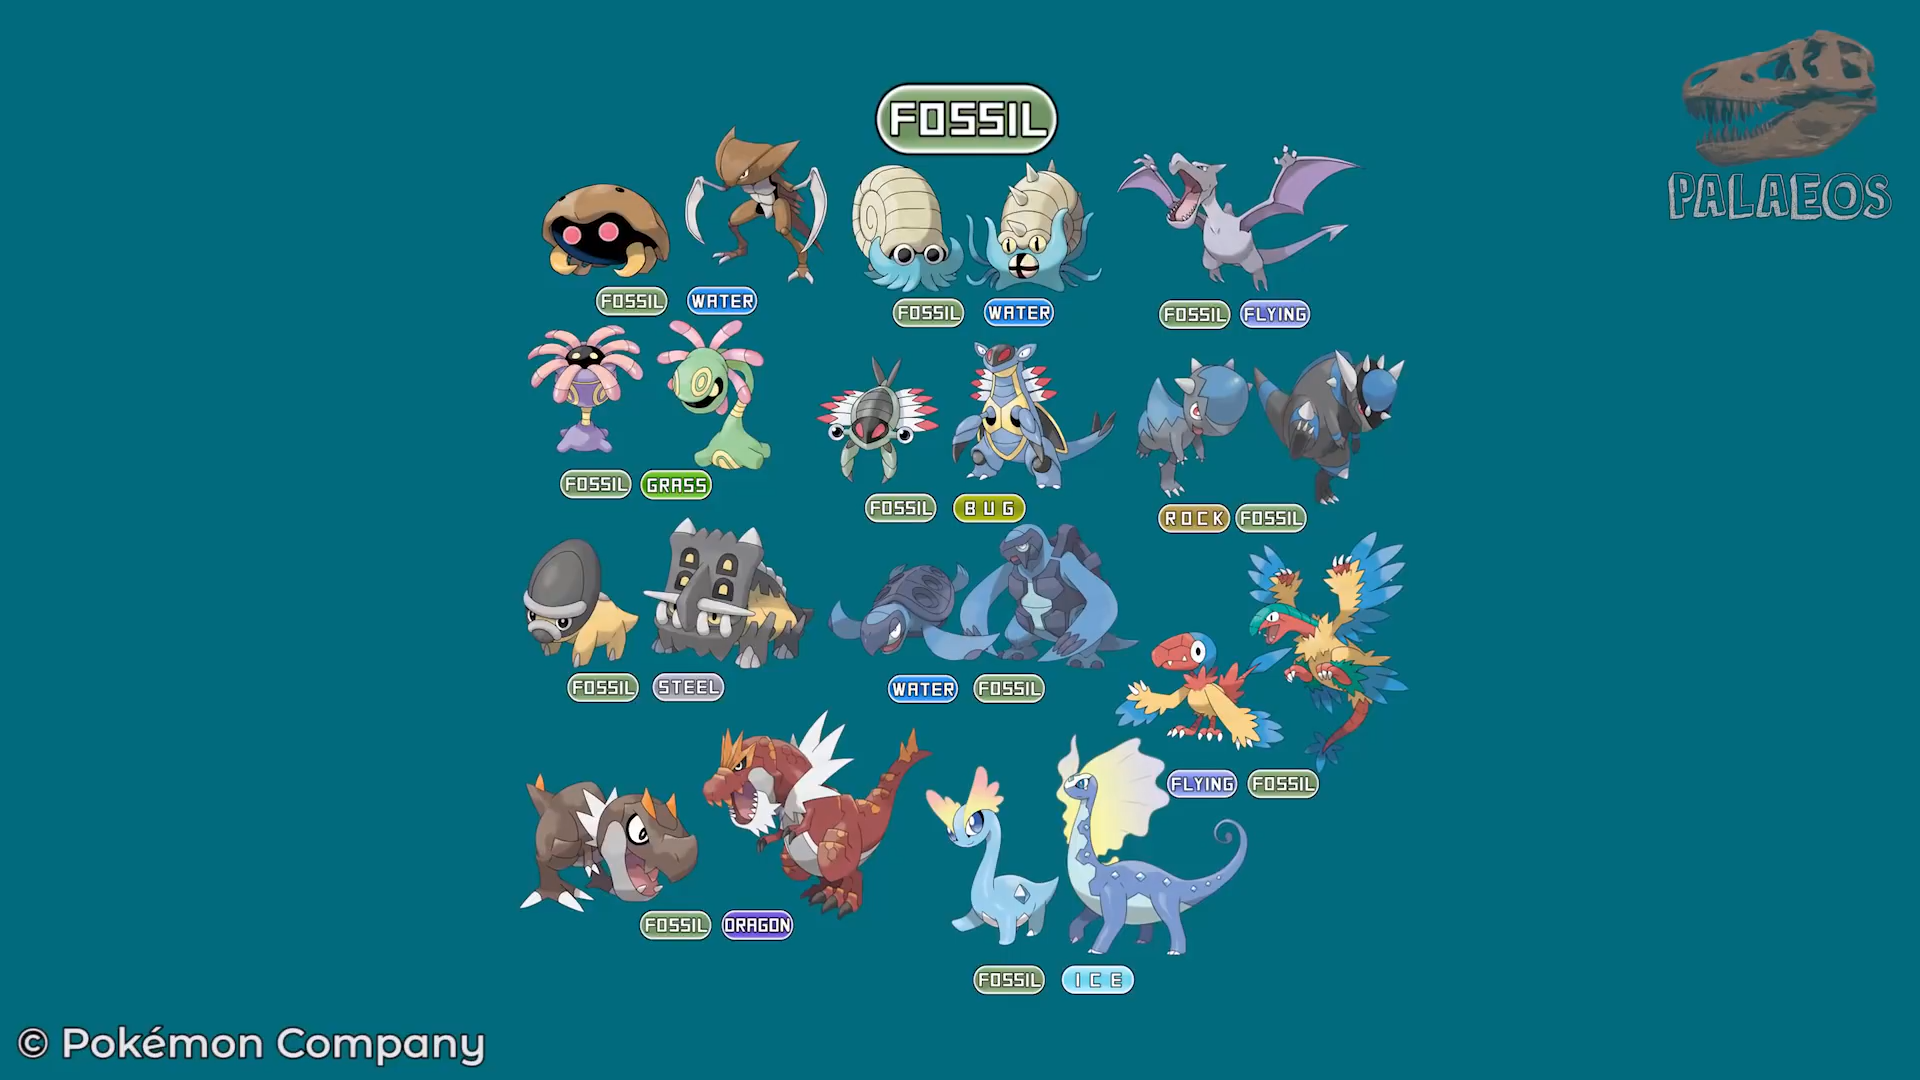 FOSSIL
PALAEOS
FOSSIL WATER
FOSSIL WATER
FOSSIL FLYING
FOSSIL GRASS
FOSSIL BUG
ROCK FOSSIL
FOSSIL STEEL
WATER FOSSIL
FLYING FOSSIL
FOSSIL DRAGON
FOSSIL ICE
© Pokémon Company